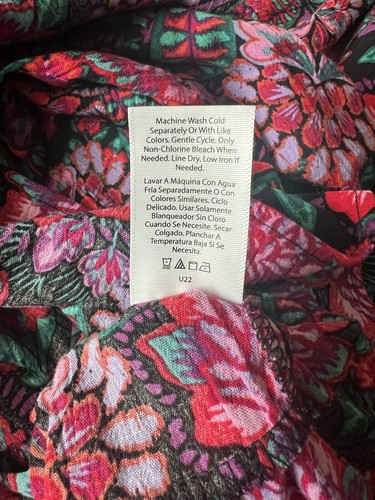 Machine Wash Cold
Separately Or With Like
Colors. Gentle Cycle. Only
Non-Chlorine Bleach When
Needed. Line Dry. Low Iron If
Needed.
Lavar A Máquina Con Agua
Fría Separadamente O Con
Colores Similares. Ciclo
Delicado. Usar Solamente
Blanqueador Sin Cloro
Cuando Se Necesite. Secar
Colgado. Planchar A
Temperatura Baja Si Se
Necesita.
U22